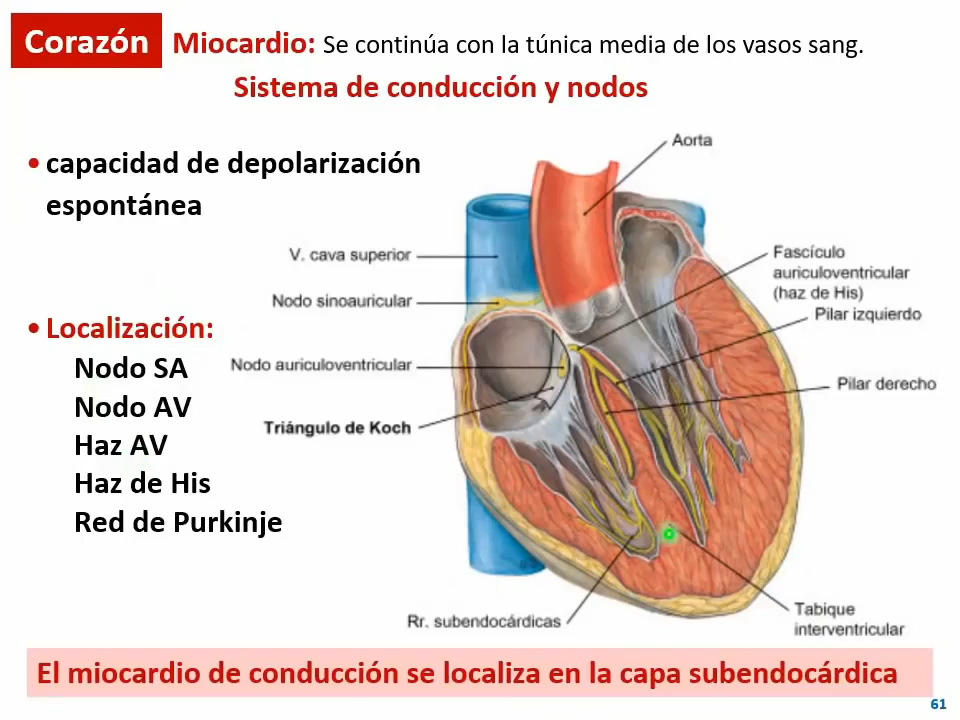 Corazón Miocardio: Se continúa con la túnica media de los vasos sang.
Sistema de conducción y nodos
• capacidad de depolarización
espontánea
• Localización:
Nodo SA
Nodo AV
Haz AV
Haz de His
Red de Purkinje
Aorta
V. cava superior
Nodo sinoauricular
Nodo auriculoventricular
Triángulo de Koch
Fascículo
auriculoventricular
(haz de His)
Pilar izquierdo
Pilar derecho
Rr. subendocárdicas
Tabique
interventricular
El miocardio de conducción se localiza en la capa subendocárdica
61